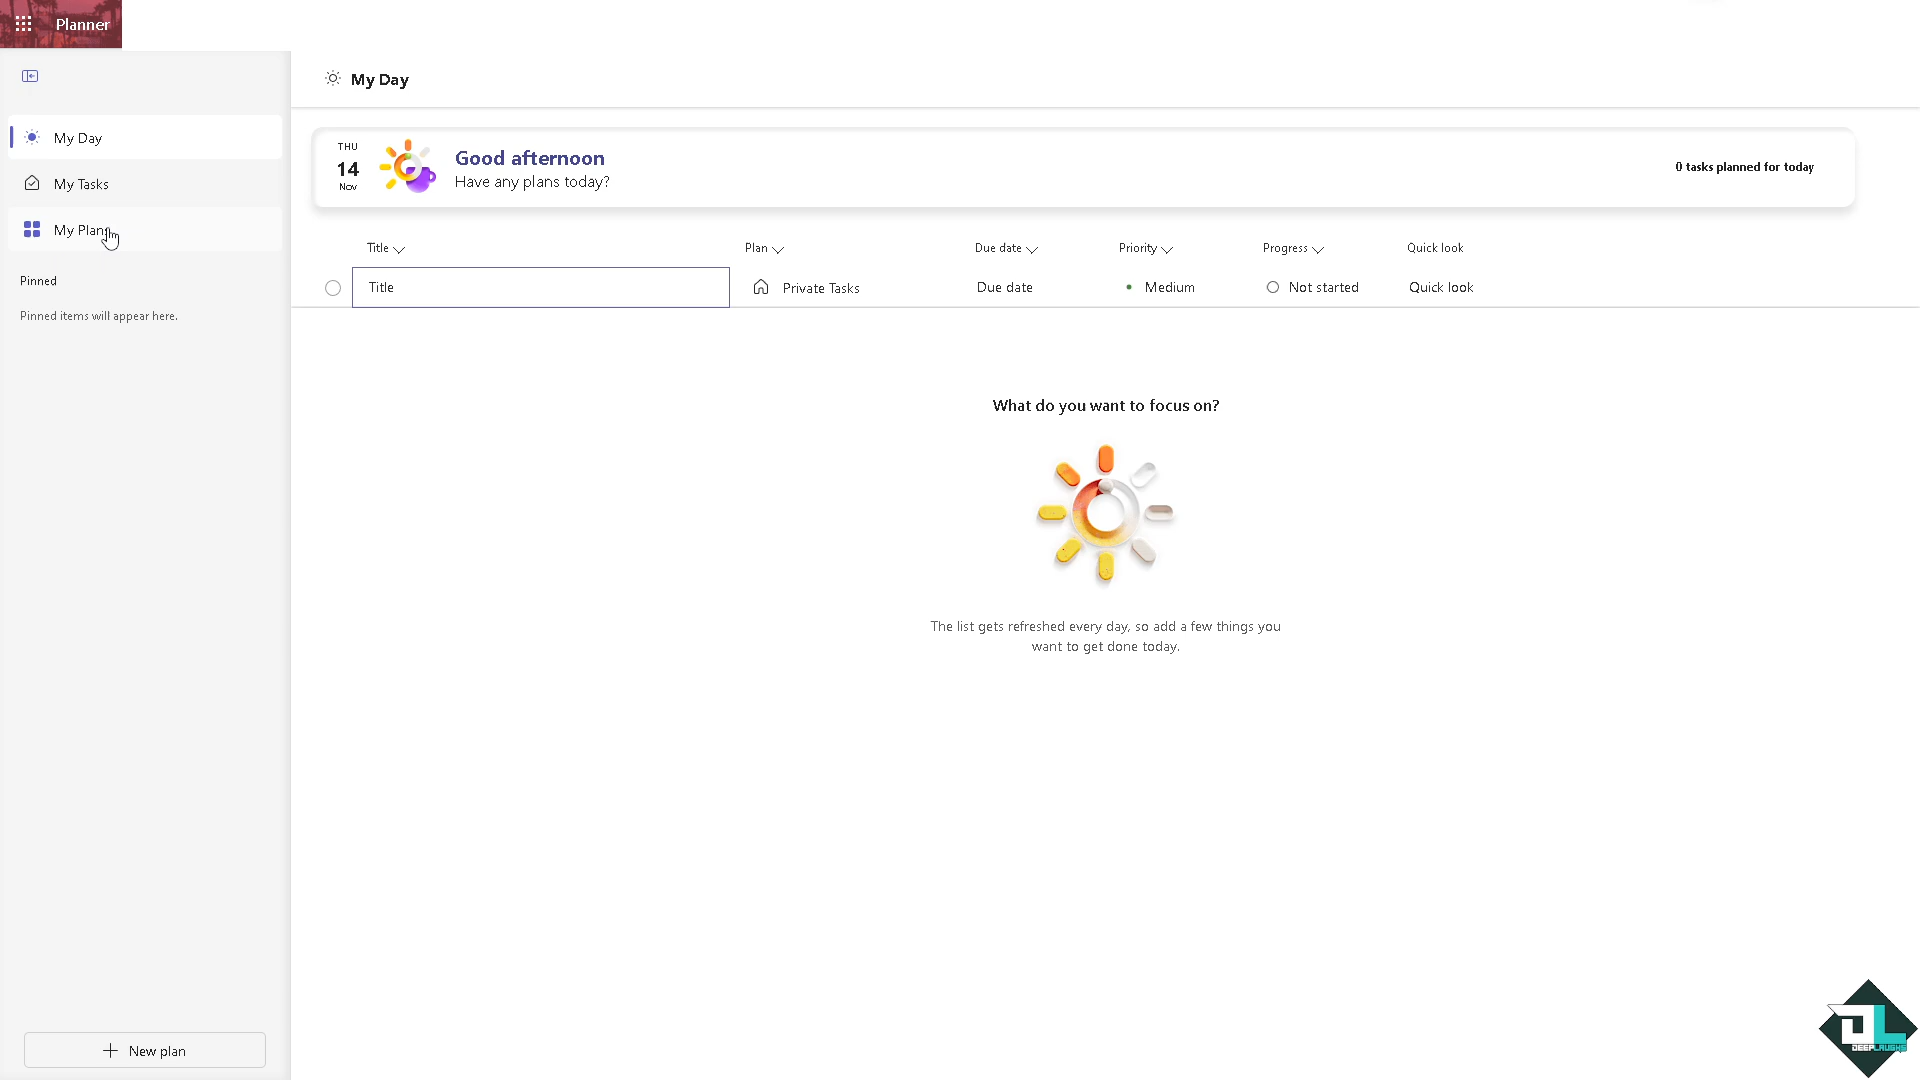 Planner
My Day
My Day
My Tasks
My Plans
Pinned
Pinned items will appear here.
New plan
THU
14
Nov
Good afternoon
Have any plans today?
0 tasks planned for today
Title Plan Due date Priority Progress Quick look
Title Private Tasks Due date Medium Not started Quick look
What do you want to focus on?
The list gets refreshed every day, so add a few things you
want to get done today.
DEEPLAUGHS